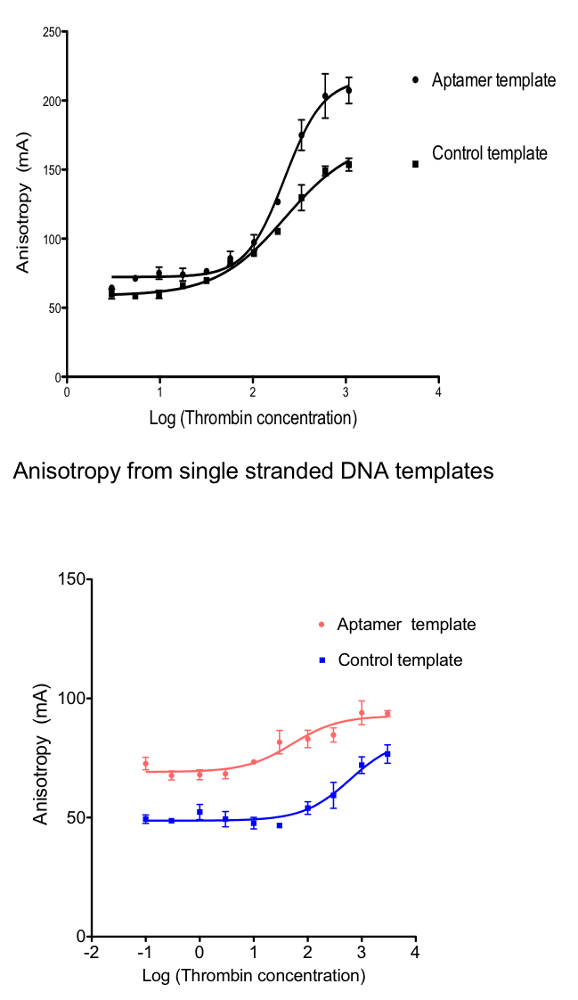 250
200
150
100
50
0
Anisotropy (mA)
0 1 2 3 4
Log (Thrombin concentration)
Aptamer template
Control template
Anisotropy from single stranded DNA templates
150
100
50
0
Anisotropy (mA)
-2 -1 0 1 2 3 4
Log (Thrombin concentration)
Aptamer template
Control template